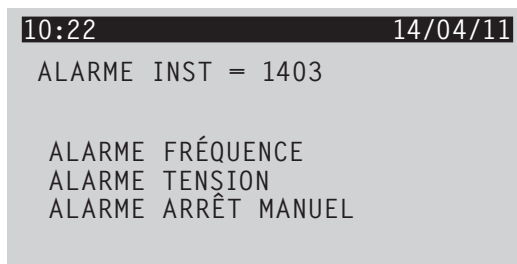 10:22 14/04/11
ALARME INST = 1403
ALARME FRÉQUENCE
ALARME TENSION
ALARME ARRÊT MANUEL